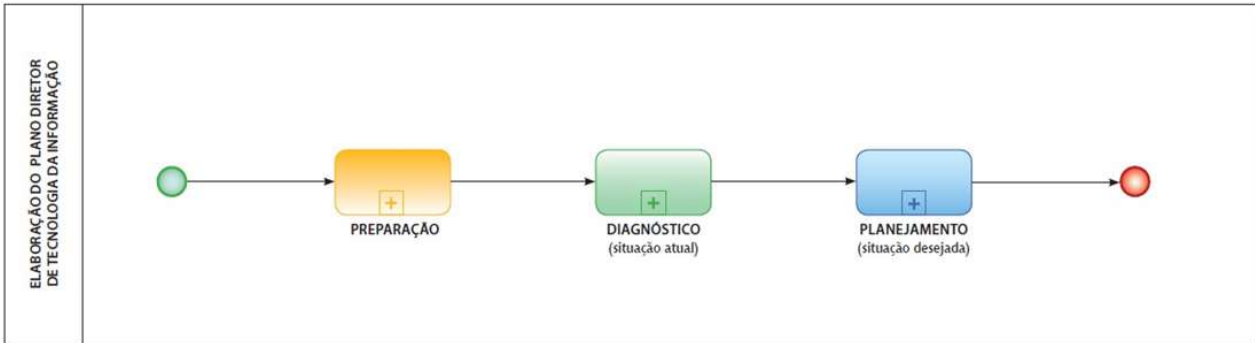 ELABORAÇÃO DO PLANO DIRETOR
DE TECNOLOGIA DA INFORMAÇÃO
PREPARAÇÃO
DIAGNÓSTICO
(situação atual)
PLANEJAMENTO
(situação desejada)